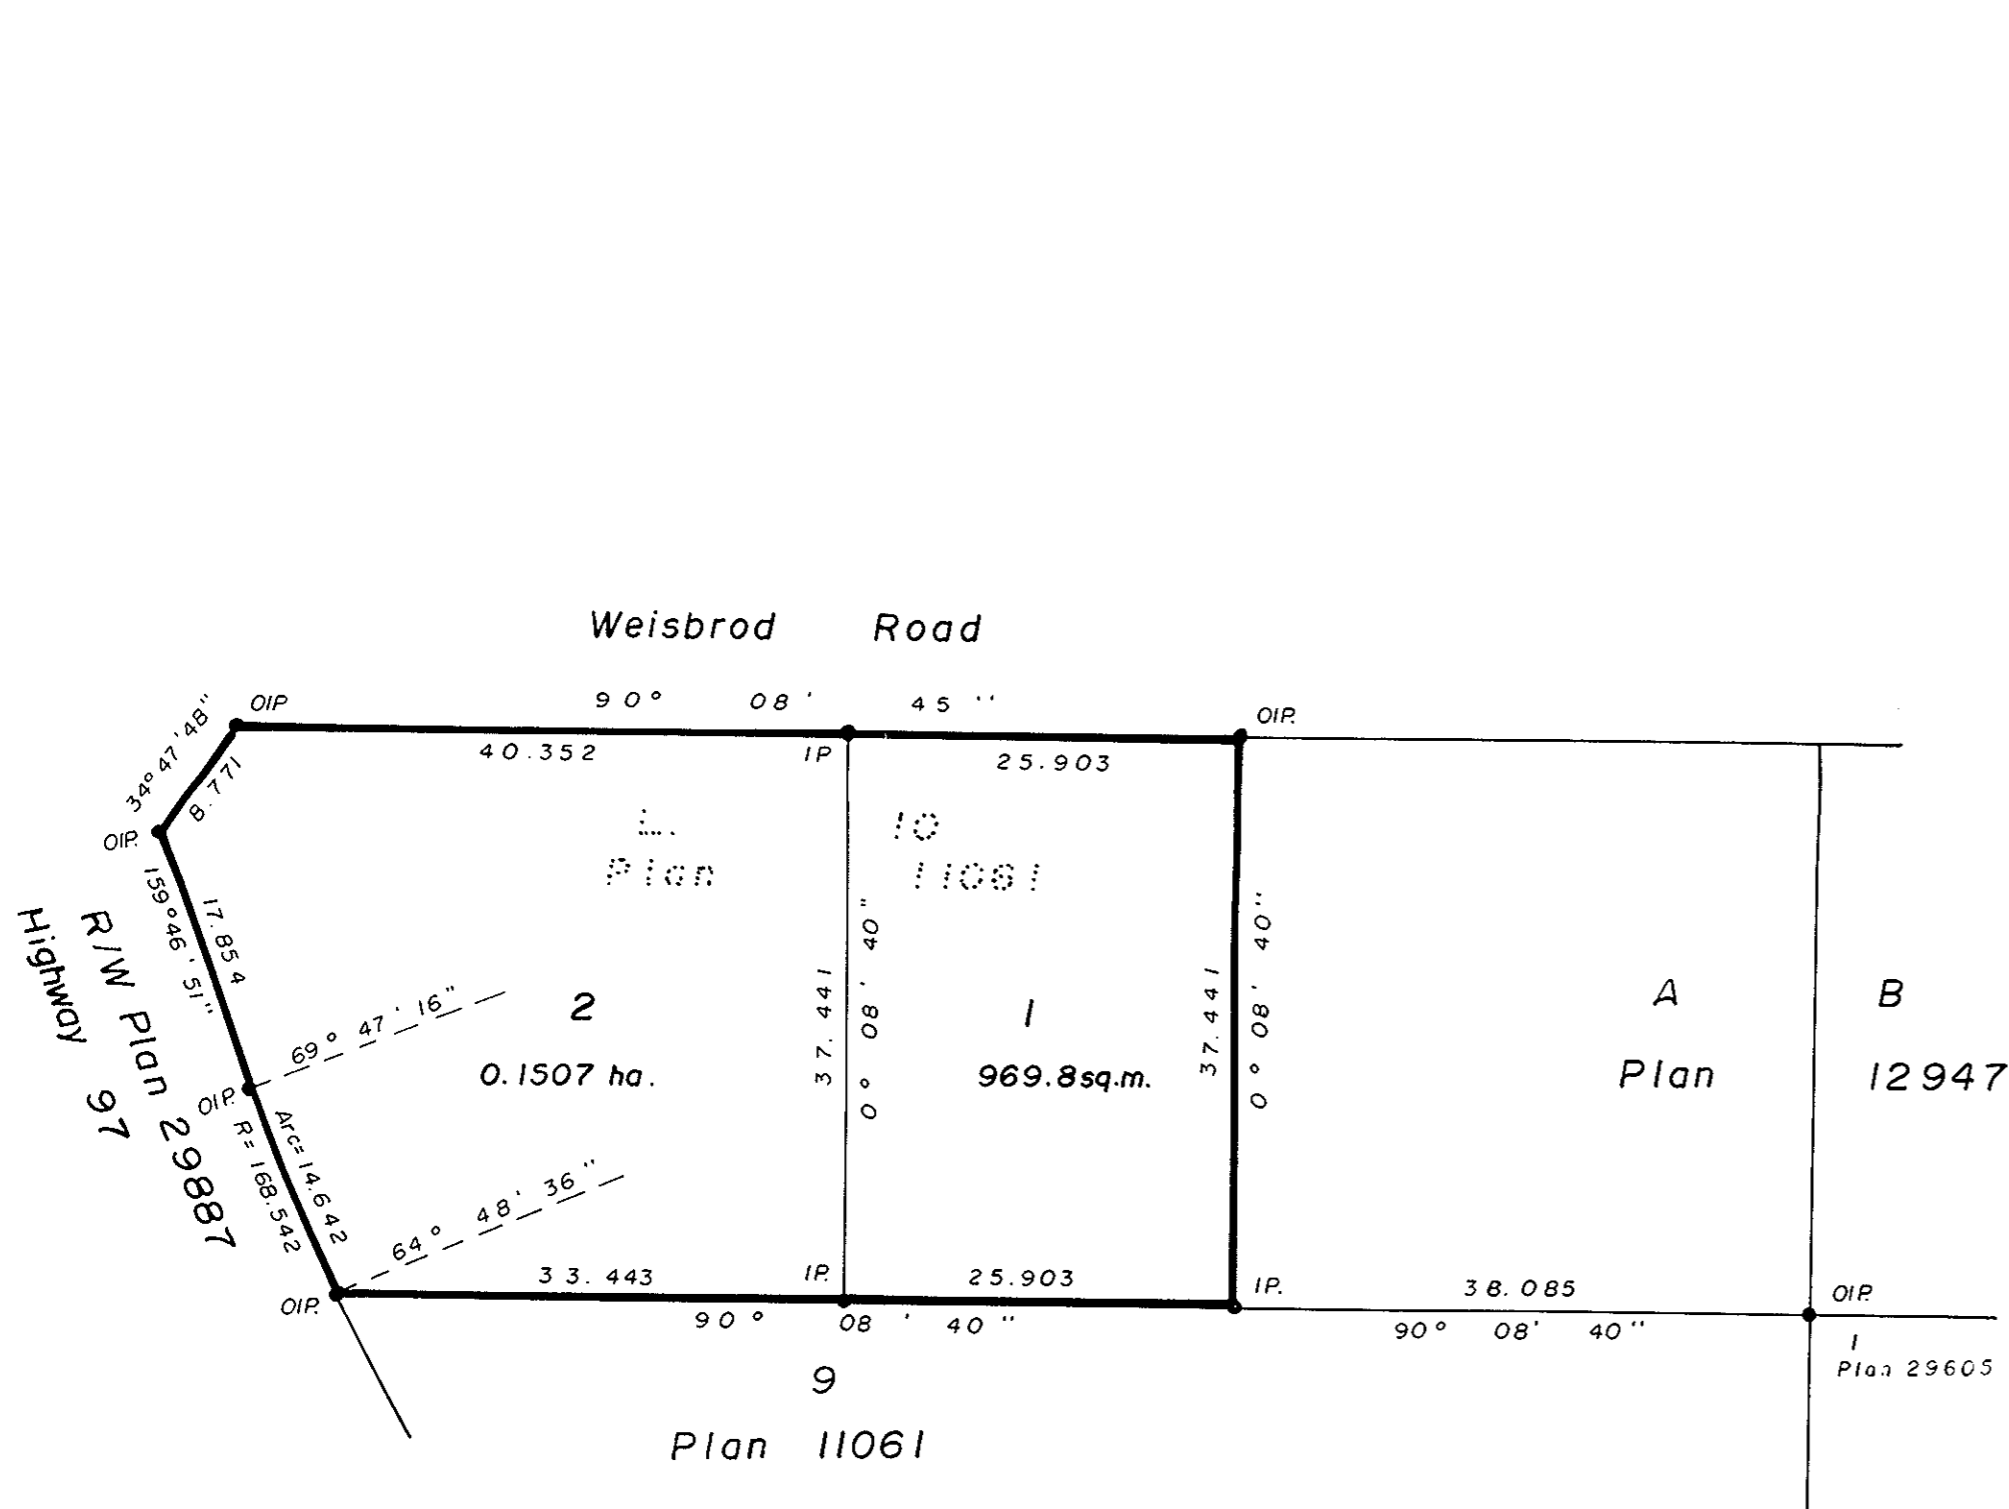 Weisbrod Road
90° 08' 45"
OIP
OIP.
34° 47' 48"
8.771
40.352
IP
25.903
OIP.
L. 10
Plan 11061
159° 46' 51"
17.854
R/W Plan 29887
Highway 97
69° 47' 16"
2
0.1507 ha.
37.441
0° 08' 40"
1
969.8 sq.m.
37.441
0° 08' 40"
A
B
Plan 12947
OIP.
Arc= 14.642
R= 168.542
64° 48' 36"
OIP.
33.443
IP.
25.903
IP.
38.085
OIP.
90° 08' 40"
90° 08' 40"
1
Plan 29605
9
Plan 11061